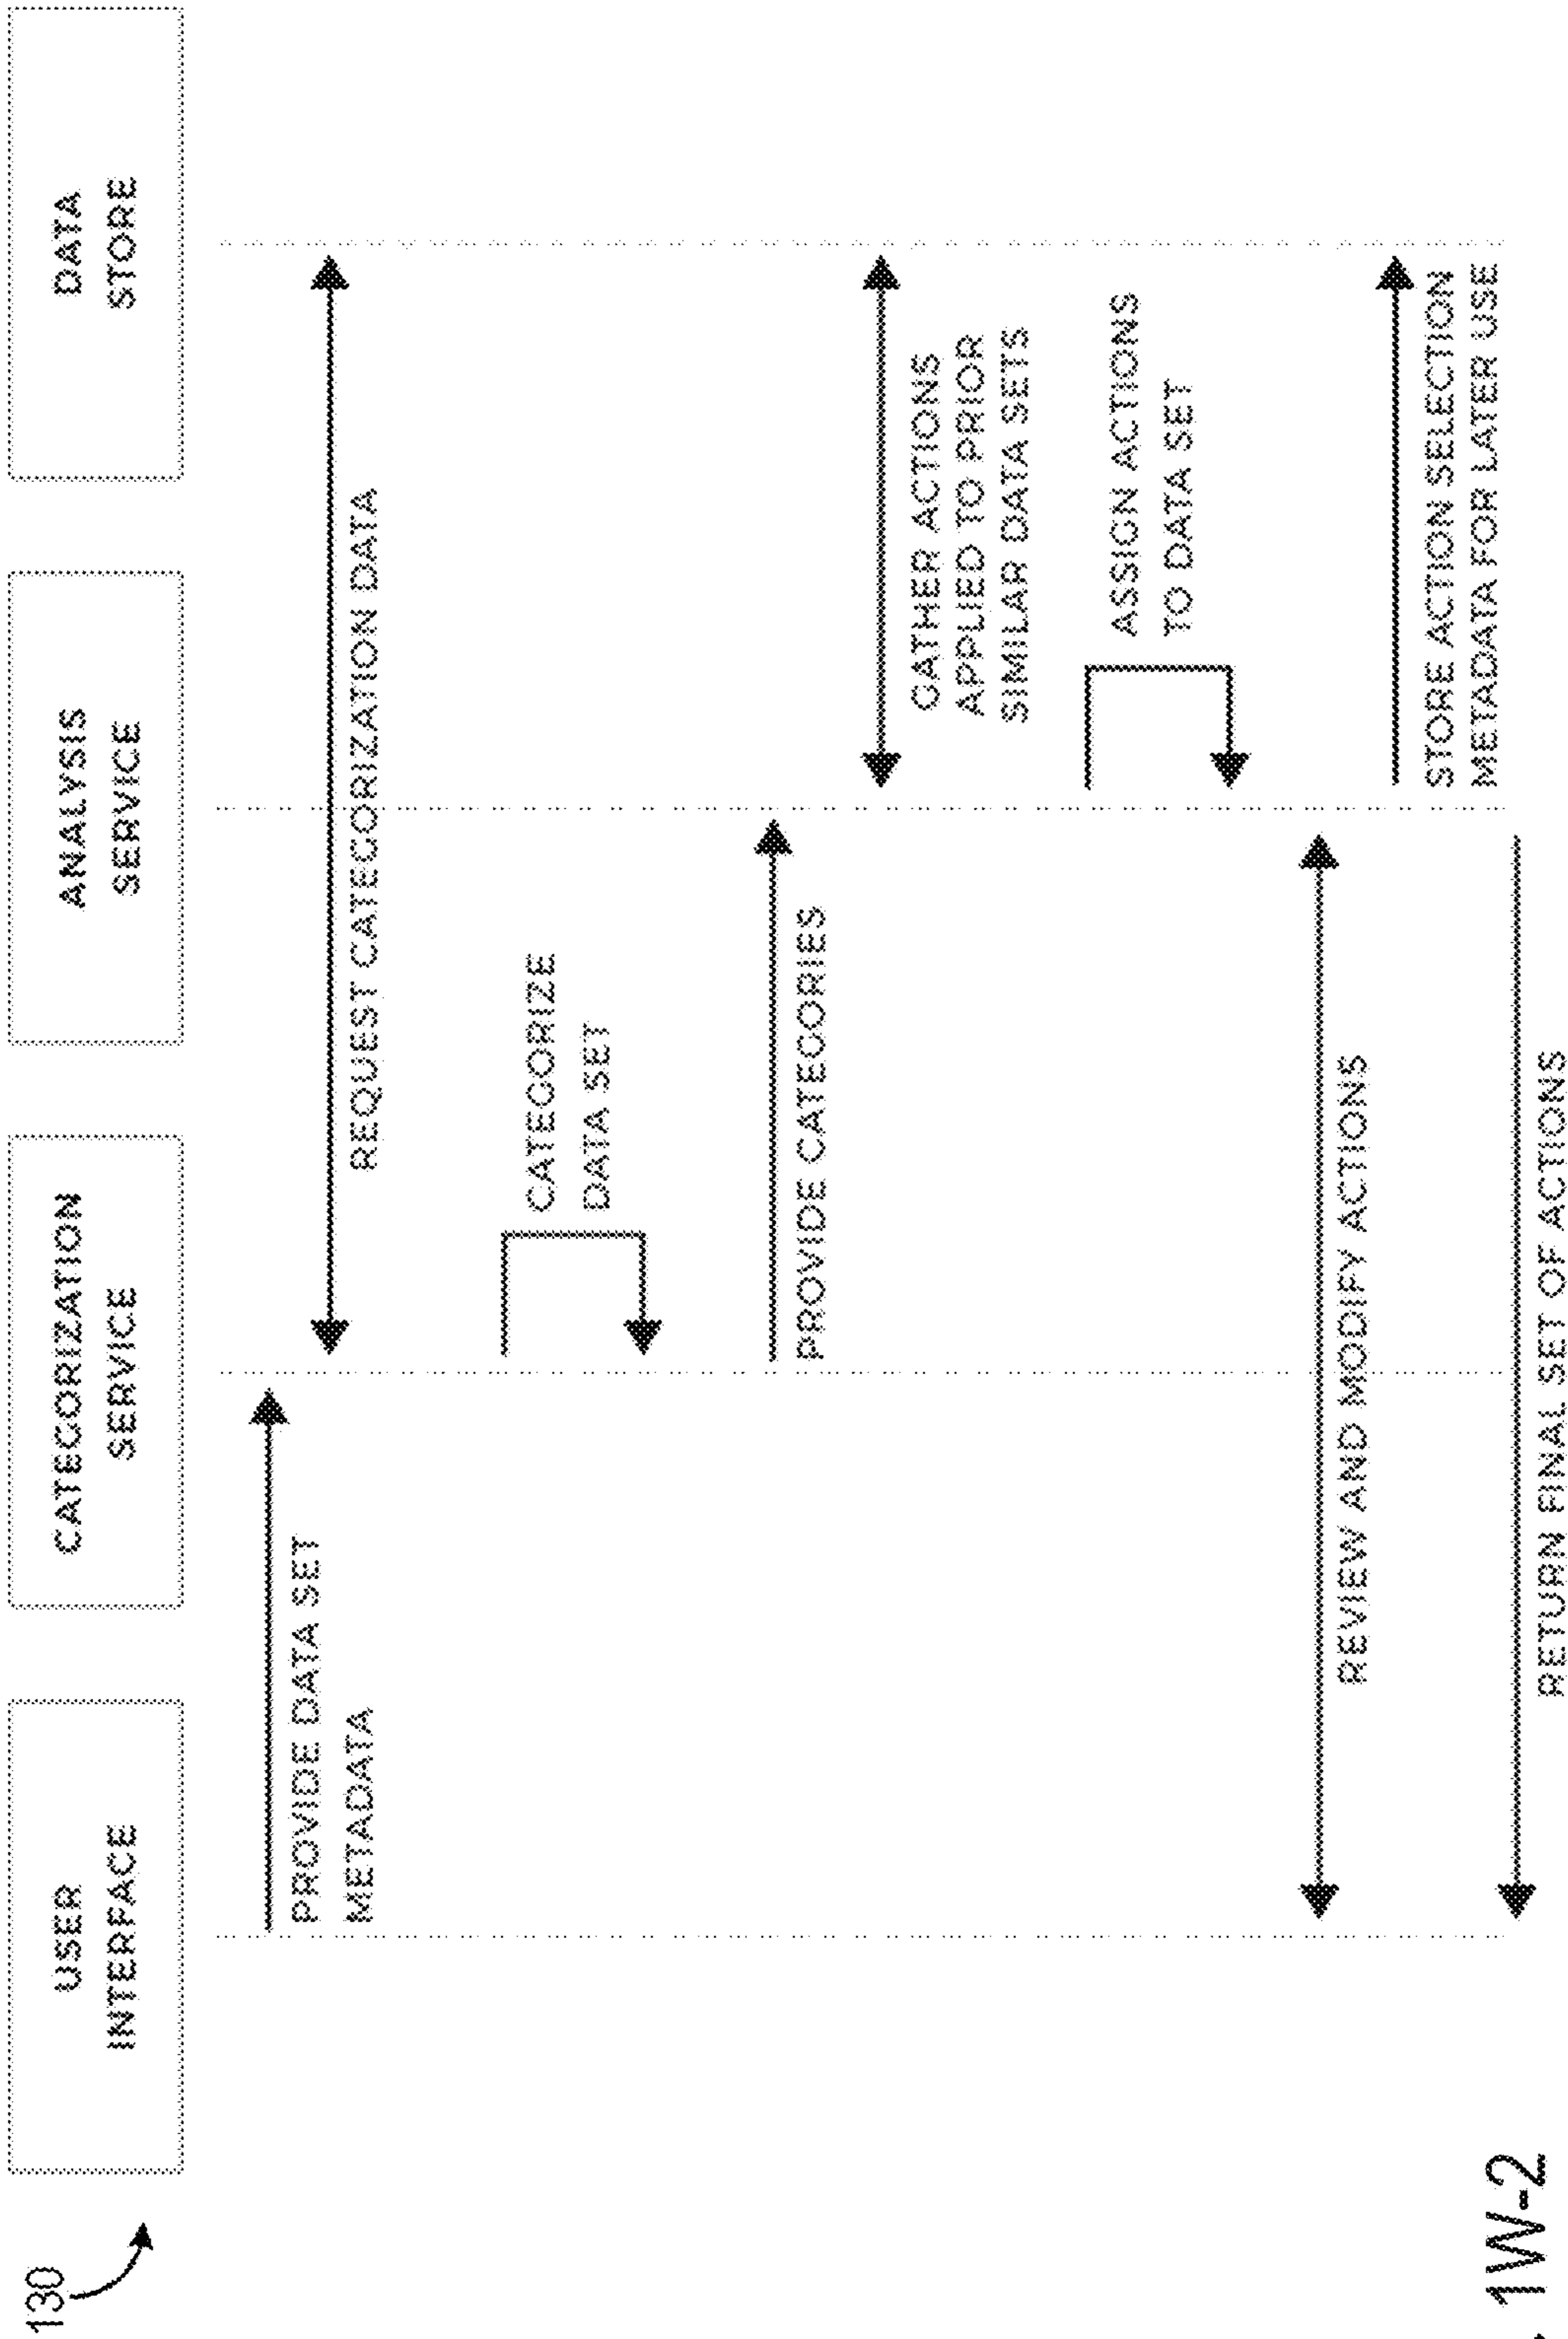 130
USER
INTERFACE
CATEGORIZATION
SERVICE
ANALYSIS
SERVICE
DATA
STORE
PROVIDE DATA SET
METADATA
REQUEST CATEGORIZATION DATA
CATEGORIZE
DATA SET
PROVIDE CATEGORIES
GATHER ACTIONS
APPLIED TO PRIOR
SIMILAR DATA SETS
ASSIGN ACTIONS
TO DATA SET
REVIEW AND MODIFY ACTIONS
STORE ACTION SELECTION
METADATA FOR LATER USE
RETURN FINAL SET OF ACTIONS
1W-2